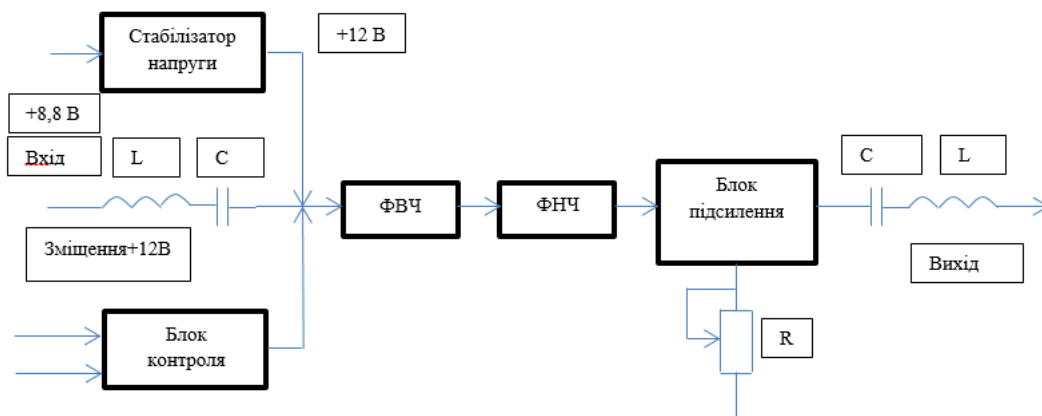 Стабілізатор
напруги
+12 В
+8,8 В
Вхід
L
C
ФВЧ
ФНЧ
Блок
підсилення
C
L
Зміщення+12В
Вихід
Блок
контроля
R